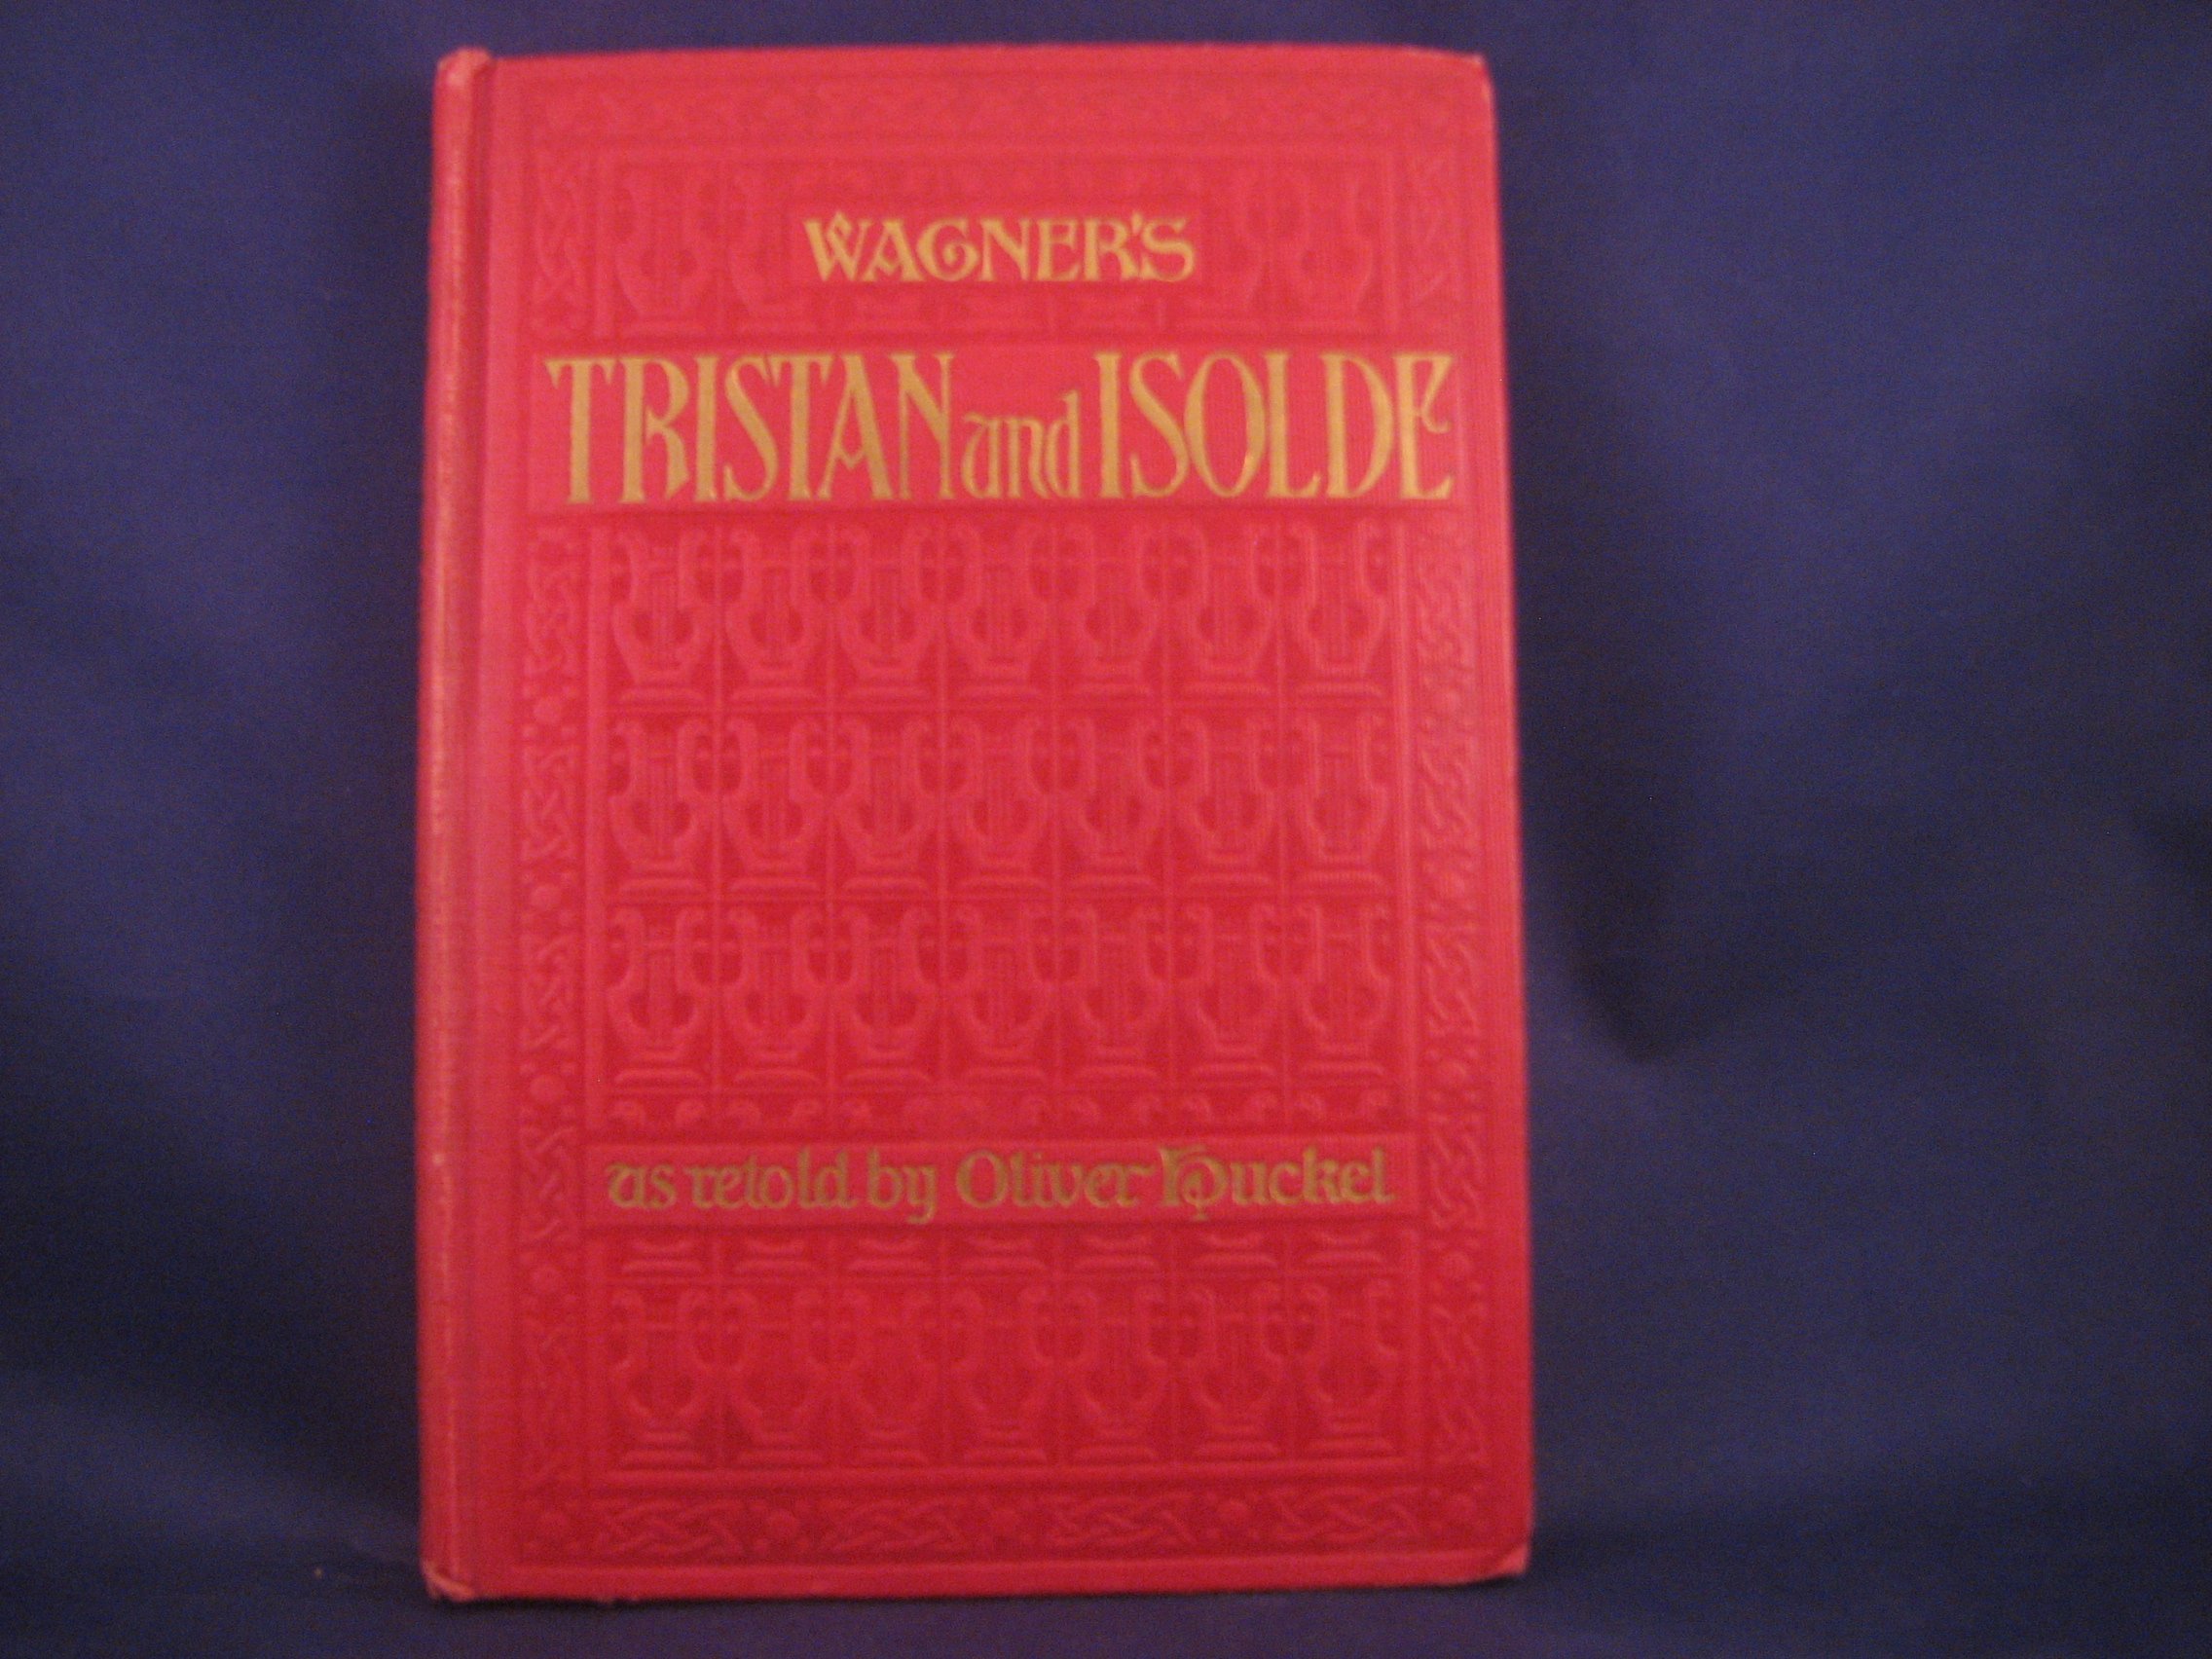 WAGNER'S
TRISTAN and ISOLDE
as retold by Oliver Huckel